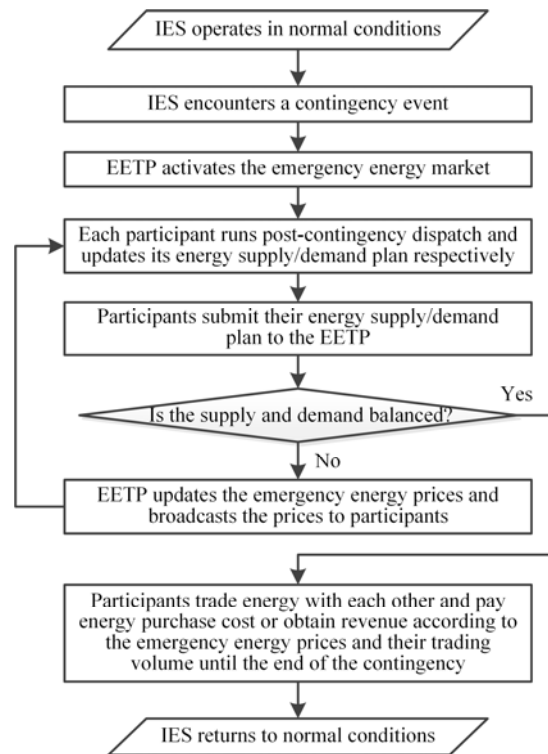 IES operates in normal conditions
IES encounters a contingency event
EETP activates the emergency energy market
Each participant runs post-contingency dispatch and
updates its energy supply/demand plan respectively
Participants submit their energy supply/demand
plan to the EETP
Is the supply and demand balanced?
Yes
No
EETP updates the emergency energy prices and
broadcasts the prices to participants
Participants trade energy with each other and pay
energy purchase cost or obtain revenue according to
the emergency energy prices and their trading
volume until the end of the contingency
IES returns to normal conditions